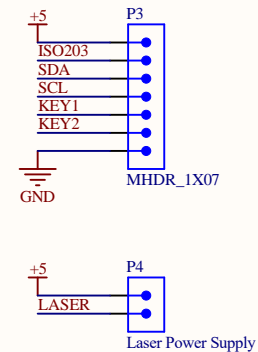 +5
P3
ISO203
SDA
SCL
KEY1
KEY2
MHDR_1X07
GND
+5
P4
LASER
Laser Power Supply